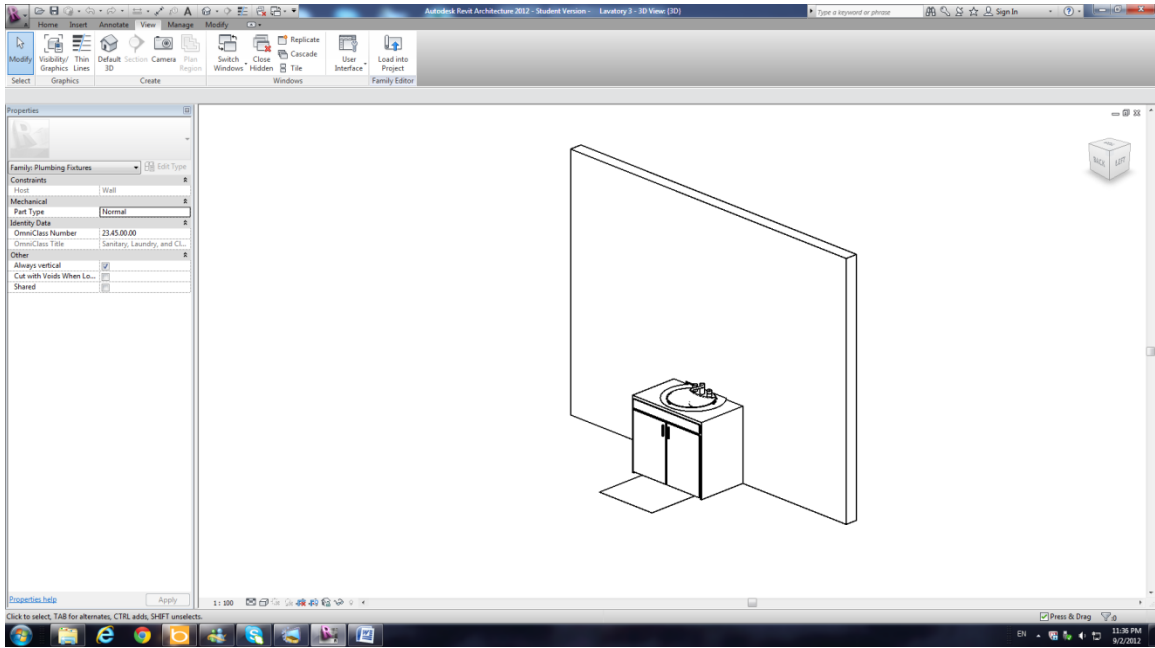 Autodesk Revit Architecture 2012 - Student Version - Lavatory 3 - 3D View: {3D}
Type a keyword or phrase
Sign In
Home Insert Annotate View Manage Modify
Modify
Visibility/ Graphics
Thin Lines
Default 3D
Section
Camera
Plan Region
Switch Windows
Close Hidden
Replicate
Cascade
Tile
User Interface
Load into Project
Select Graphics Create Windows Family Editor
Properties
Family: Plumbing Fixtures Edit Type
Constraints
Host Wall
Mechanical
Part Type Normal
Identity Data
OmniClass Number 23.45.00.00
OmniClass Title Sanitary, Laundry, and Cl...
Other
Always vertical
Cut with Voids When Lo...
Shared
BACK LEFT
Properties help Apply
1 : 100
Click to select, TAB for alternates, CTRL adds, SHIFT unselects.
Press & Drag :0
EN 11:36 PM
9/2/2012